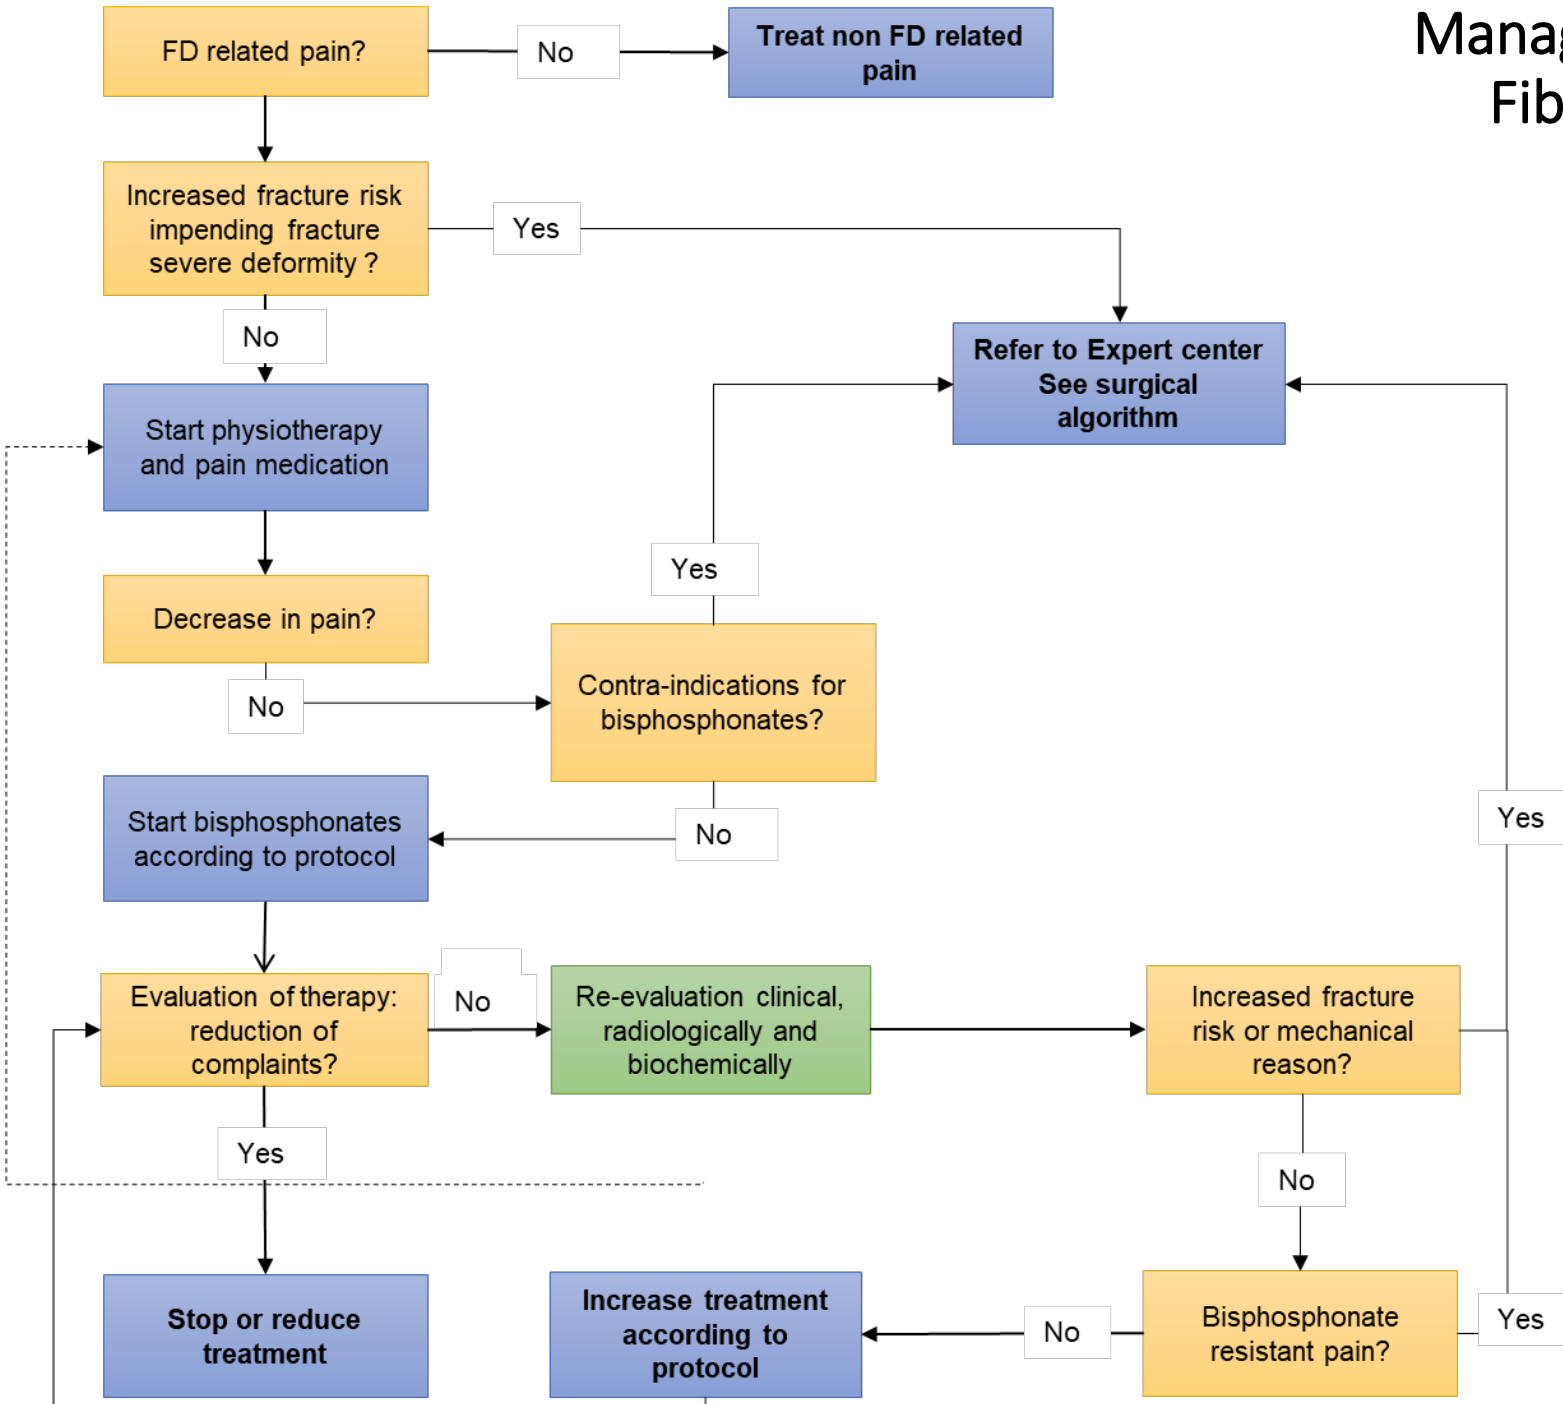 FD related pain?
No
Treat non FD related
pain
Manag
Fib
Increased fracture risk
impending fracture
severe deformity ?
Yes
No
Refer to Expert center
See surgical
algorithm
Start physiotherapy
and pain medication
Yes
Decrease in pain?
No
Contra-indications for
bisphosphonates?
No
Start bisphosphonates
according to protocol
Yes
Evaluation of therapy:
reduction of
complaints?
No
Re-evaluation clinical,
radiologically and
biochemically
Increased fracture
risk or mechanical
reason?
Yes
No
Stop or reduce
treatment
Increase treatment
according to
protocol
No
Bisphosphonate
resistant pain?
Yes